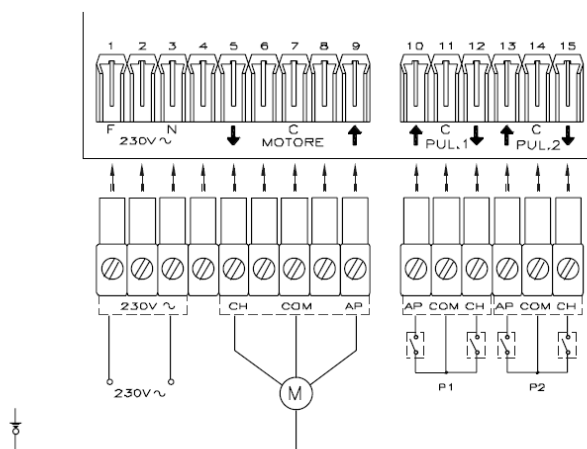 1 2 3 4 5 6 7 8 9 10 11 12 13 14 15
F N C C C
230V~ MOTORE PUL.1 PUL.2
230V~ CH COM AP AP COM CH AP COM CH
230V~ M P1 P2